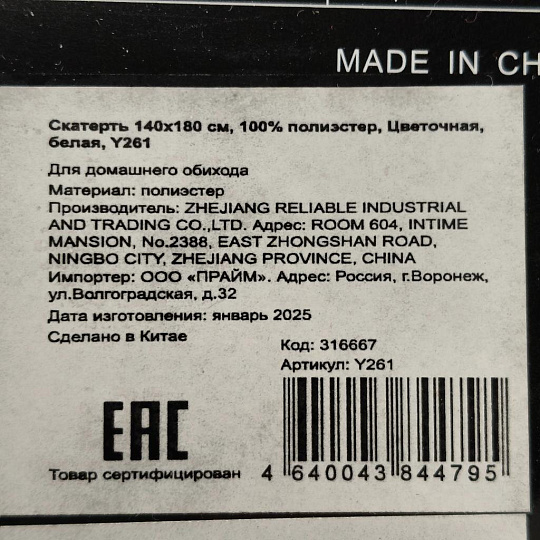 MADE IN CH
Скатерть 140х180 см, 100% полиэстер, Цветочная,
белая, Y261
Для домашнего обихода
Материал: полиэстер
Производитель: ZHEJIANG RELIABLE INDUSTRIAL
AND TRADING CO.,LTD. Адрес: ROOM 604, INTIME
MANSION, No.2388, EAST ZHONGSHAN ROAD,
NINGBO CITY, ZHEJIANG PROVINCE, CHINA
Импортер: ООО «ПРАЙМ». Адрес: Россия, г.Воронеж,
ул.Волгоградская, д.32
Дата изготовления: январь 2025
Сделано в Китае
Код: 316667
Артикул: Y261
EAC
Товар сертифицирован
4 640043 844795